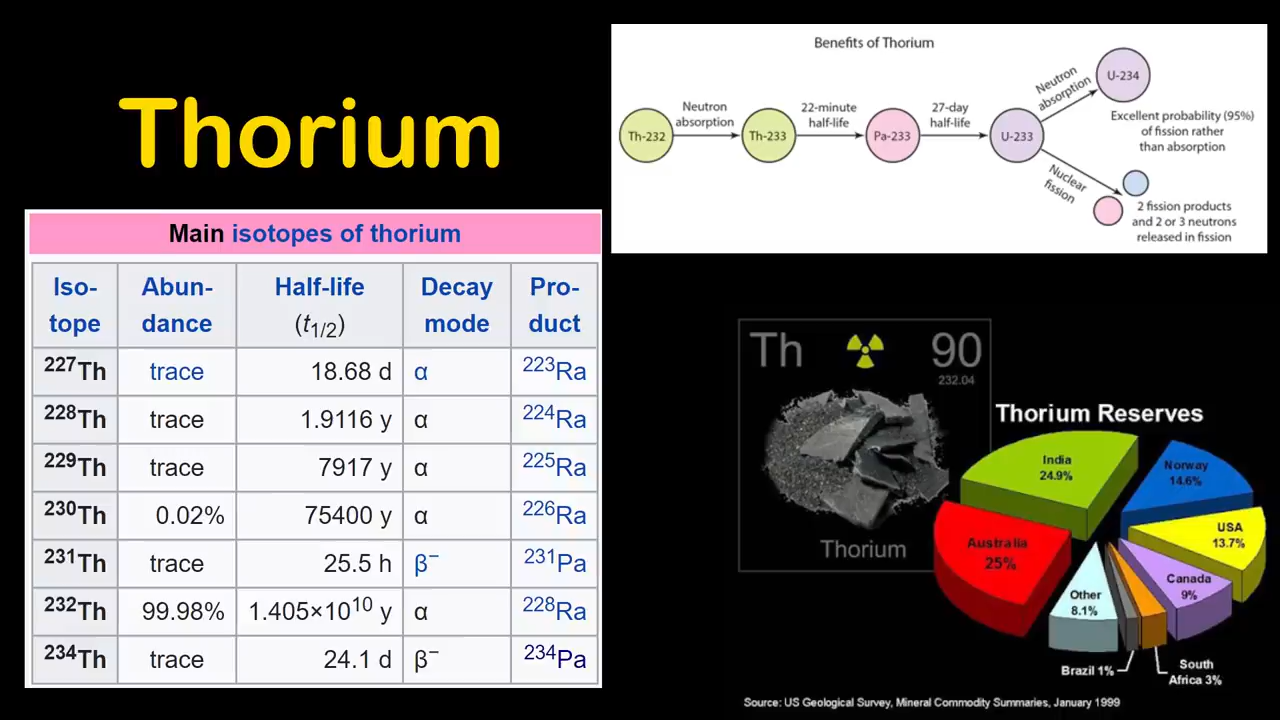 Thorium
Main isotopes of thorium
Iso-
tope
Abun-
dance
Half-life
(t1/2)
Decay
mode
Pro-
duct
227Th trace 18.68 d α 223Ra
228Th trace 1.9116 y α 224Ra
229Th trace 7917 y α 225Ra
230Th 0.02% 75400 y α 226Ra
231Th trace 25.5 h β− 231Pa
232Th 99.98% 1.405×10^10 y α 228Ra
234Th trace 24.1 d β− 234Pa
Benefits of Thorium
Th-232
Neutron
absorption
Th-233
22-minute
half-life
Pa-233
27-day
half-life
U-233
Neutron
absorption
U-234
Excellent probability (95%)
of fission rather
than absorption
Nuclear
fission
2 fission products
and 2 or 3 neutrons
released in fission
Th 90
232.04
Thorium
Thorium Reserves
India
24.9%
Norway
14.6%
USA
13.7%
Canada
9%
South
Africa 3%
Brazil 1%
Other
8.1%
Australia
25%
Source: US Geological Survey, Mineral Commodity Summaries, January 1999